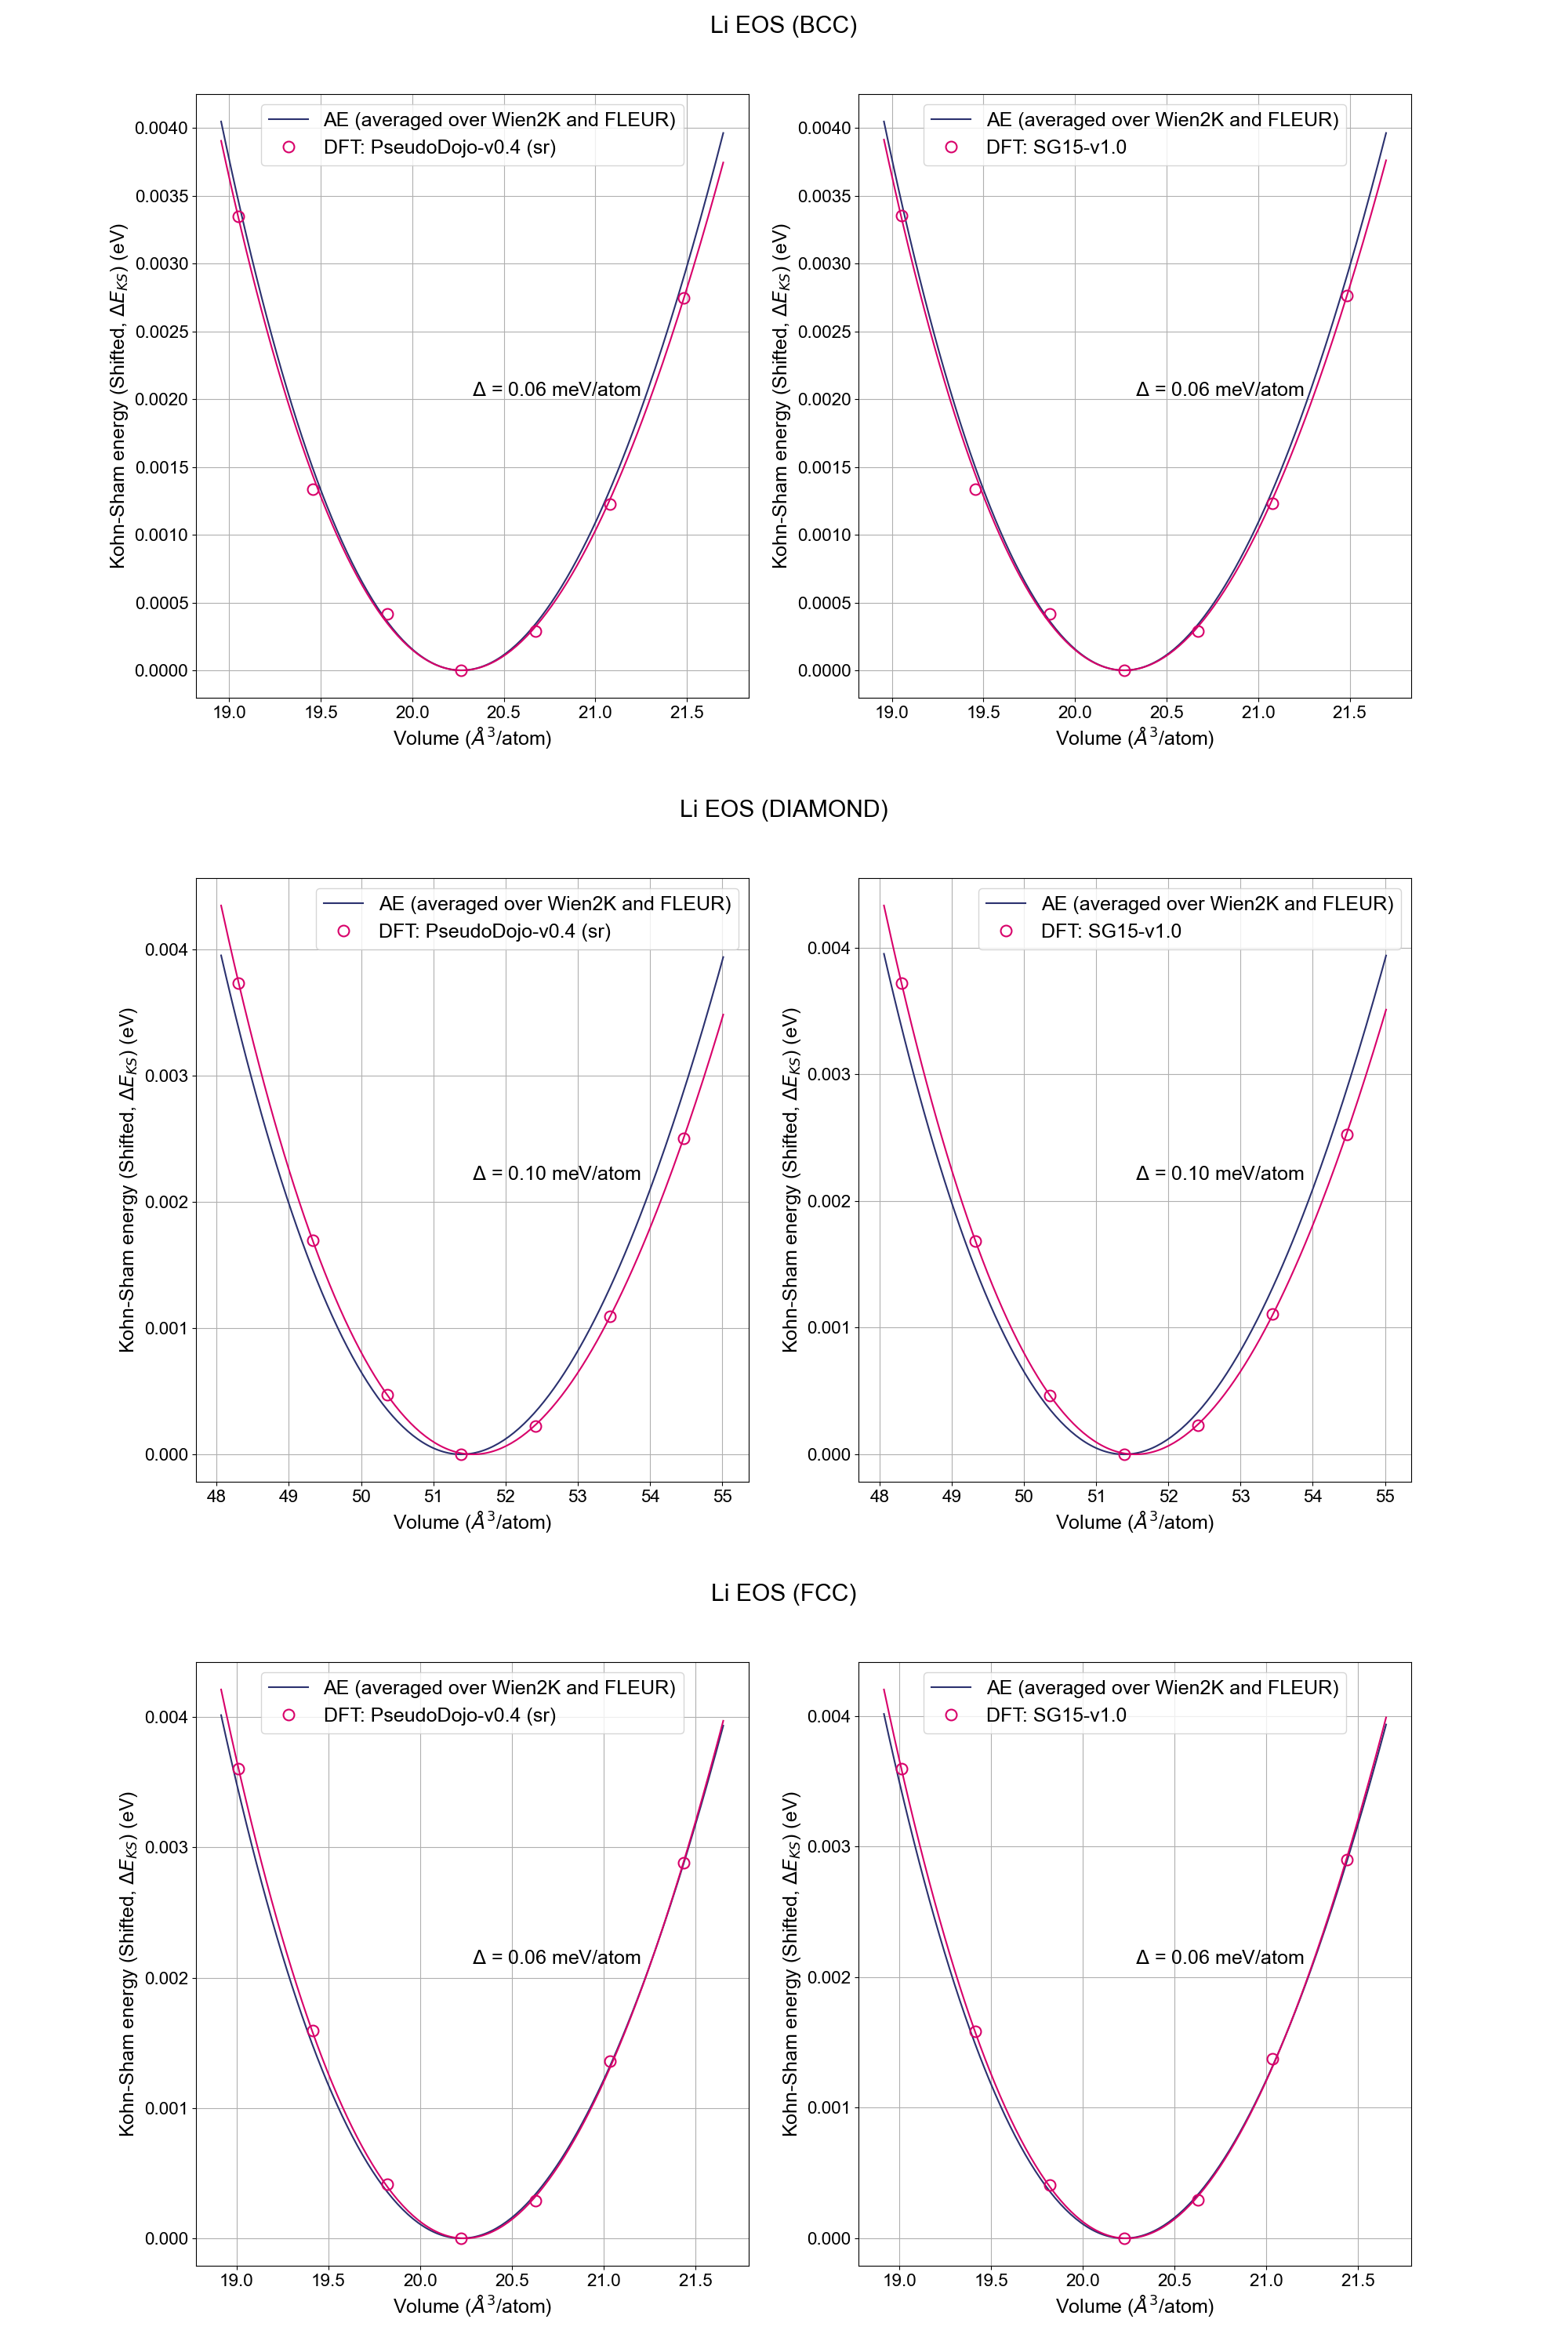 Li EOS (BCC)
AE (averaged over Wien2K and FLEUR)
DFT: PseudoDojo-v0.4 (sr)
Δ = 0.06 meV/atom
Kohn-Sham energy (Shifted, ΔE_{KS}) (eV)
0.0040
0.0035
0.0030
0.0025
0.0020
0.0015
0.0010
0.0005
0.0000
19.0 19.5 20.0 20.5 21.0 21.5
Volume (Å³/atom)
AE (averaged over Wien2K and FLEUR)
DFT: SG15-v1.0
Δ = 0.06 meV/atom
Kohn-Sham energy (Shifted, ΔE_{KS}) (eV)
0.0040
0.0035
0.0030
0.0025
0.0020
0.0015
0.0010
0.0005
0.0000
19.0 19.5 20.0 20.5 21.0 21.5
Volume (Å³/atom)
Li EOS (DIAMOND)
AE (averaged over Wien2K and FLEUR)
DFT: PseudoDojo-v0.4 (sr)
Δ = 0.10 meV/atom
Kohn-Sham energy (Shifted, ΔE_{KS}) (eV)
0.004
0.003
0.002
0.001
0.000
48 49 50 51 52 53 54 55
Volume (Å³/atom)
AE (averaged over Wien2K and FLEUR)
DFT: SG15-v1.0
Δ = 0.10 meV/atom
Kohn-Sham energy (Shifted, ΔE_{KS}) (eV)
0.004
0.003
0.002
0.001
0.000
48 49 50 51 52 53 54 55
Volume (Å³/atom)
Li EOS (FCC)
AE (averaged over Wien2K and FLEUR)
DFT: PseudoDojo-v0.4 (sr)
Δ = 0.06 meV/atom
Kohn-Sham energy (Shifted, ΔE_{KS}) (eV)
0.004
0.003
0.002
0.001
0.000
19.0 19.5 20.0 20.5 21.0 21.5
Volume (Å³/atom)
AE (averaged over Wien2K and FLEUR)
DFT: SG15-v1.0
Δ = 0.06 meV/atom
Kohn-Sham energy (Shifted, ΔE_{KS}) (eV)
0.004
0.003
0.002
0.001
0.000
19.0 19.5 20.0 20.5 21.0 21.5
Volume (Å³/atom)